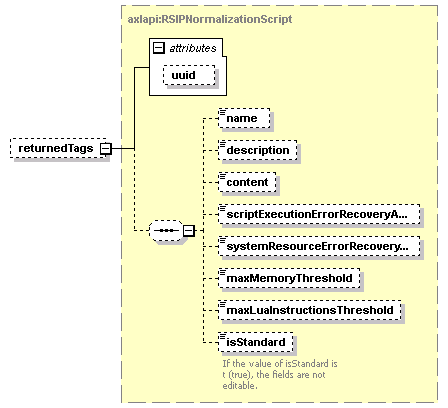 axlapi:RSIPNormalizationScript
attributes
uuid
returnedTags
name
description
content
scriptExecutionErrorRecoveryA...
systemResourceErrorRecovery...
maxMemoryThreshold
maxLuaInstructionsThreshold
isStandard
If the value of isStandard is
t (true), the fields are not
editable.